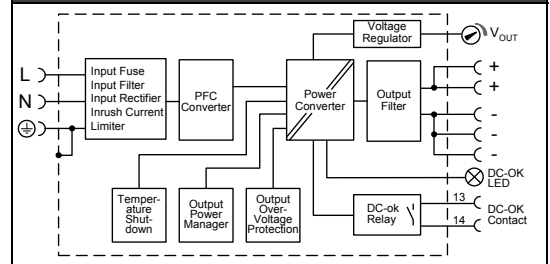 Voltage
Regulator
VOUT
L
N
Input Fuse
Input Filter
Input Rectifier
Inrush Current
Limiter
PFC
Converter
Power
Converter
Output
Filter
+
+
-
-
-
DC-OK
LED
Temper-
ature
Shut-
down
Output
Power
Manager
Output
Over-
Voltage
Protection
DC-ok
Relay
13
14
DC-OK
Contact